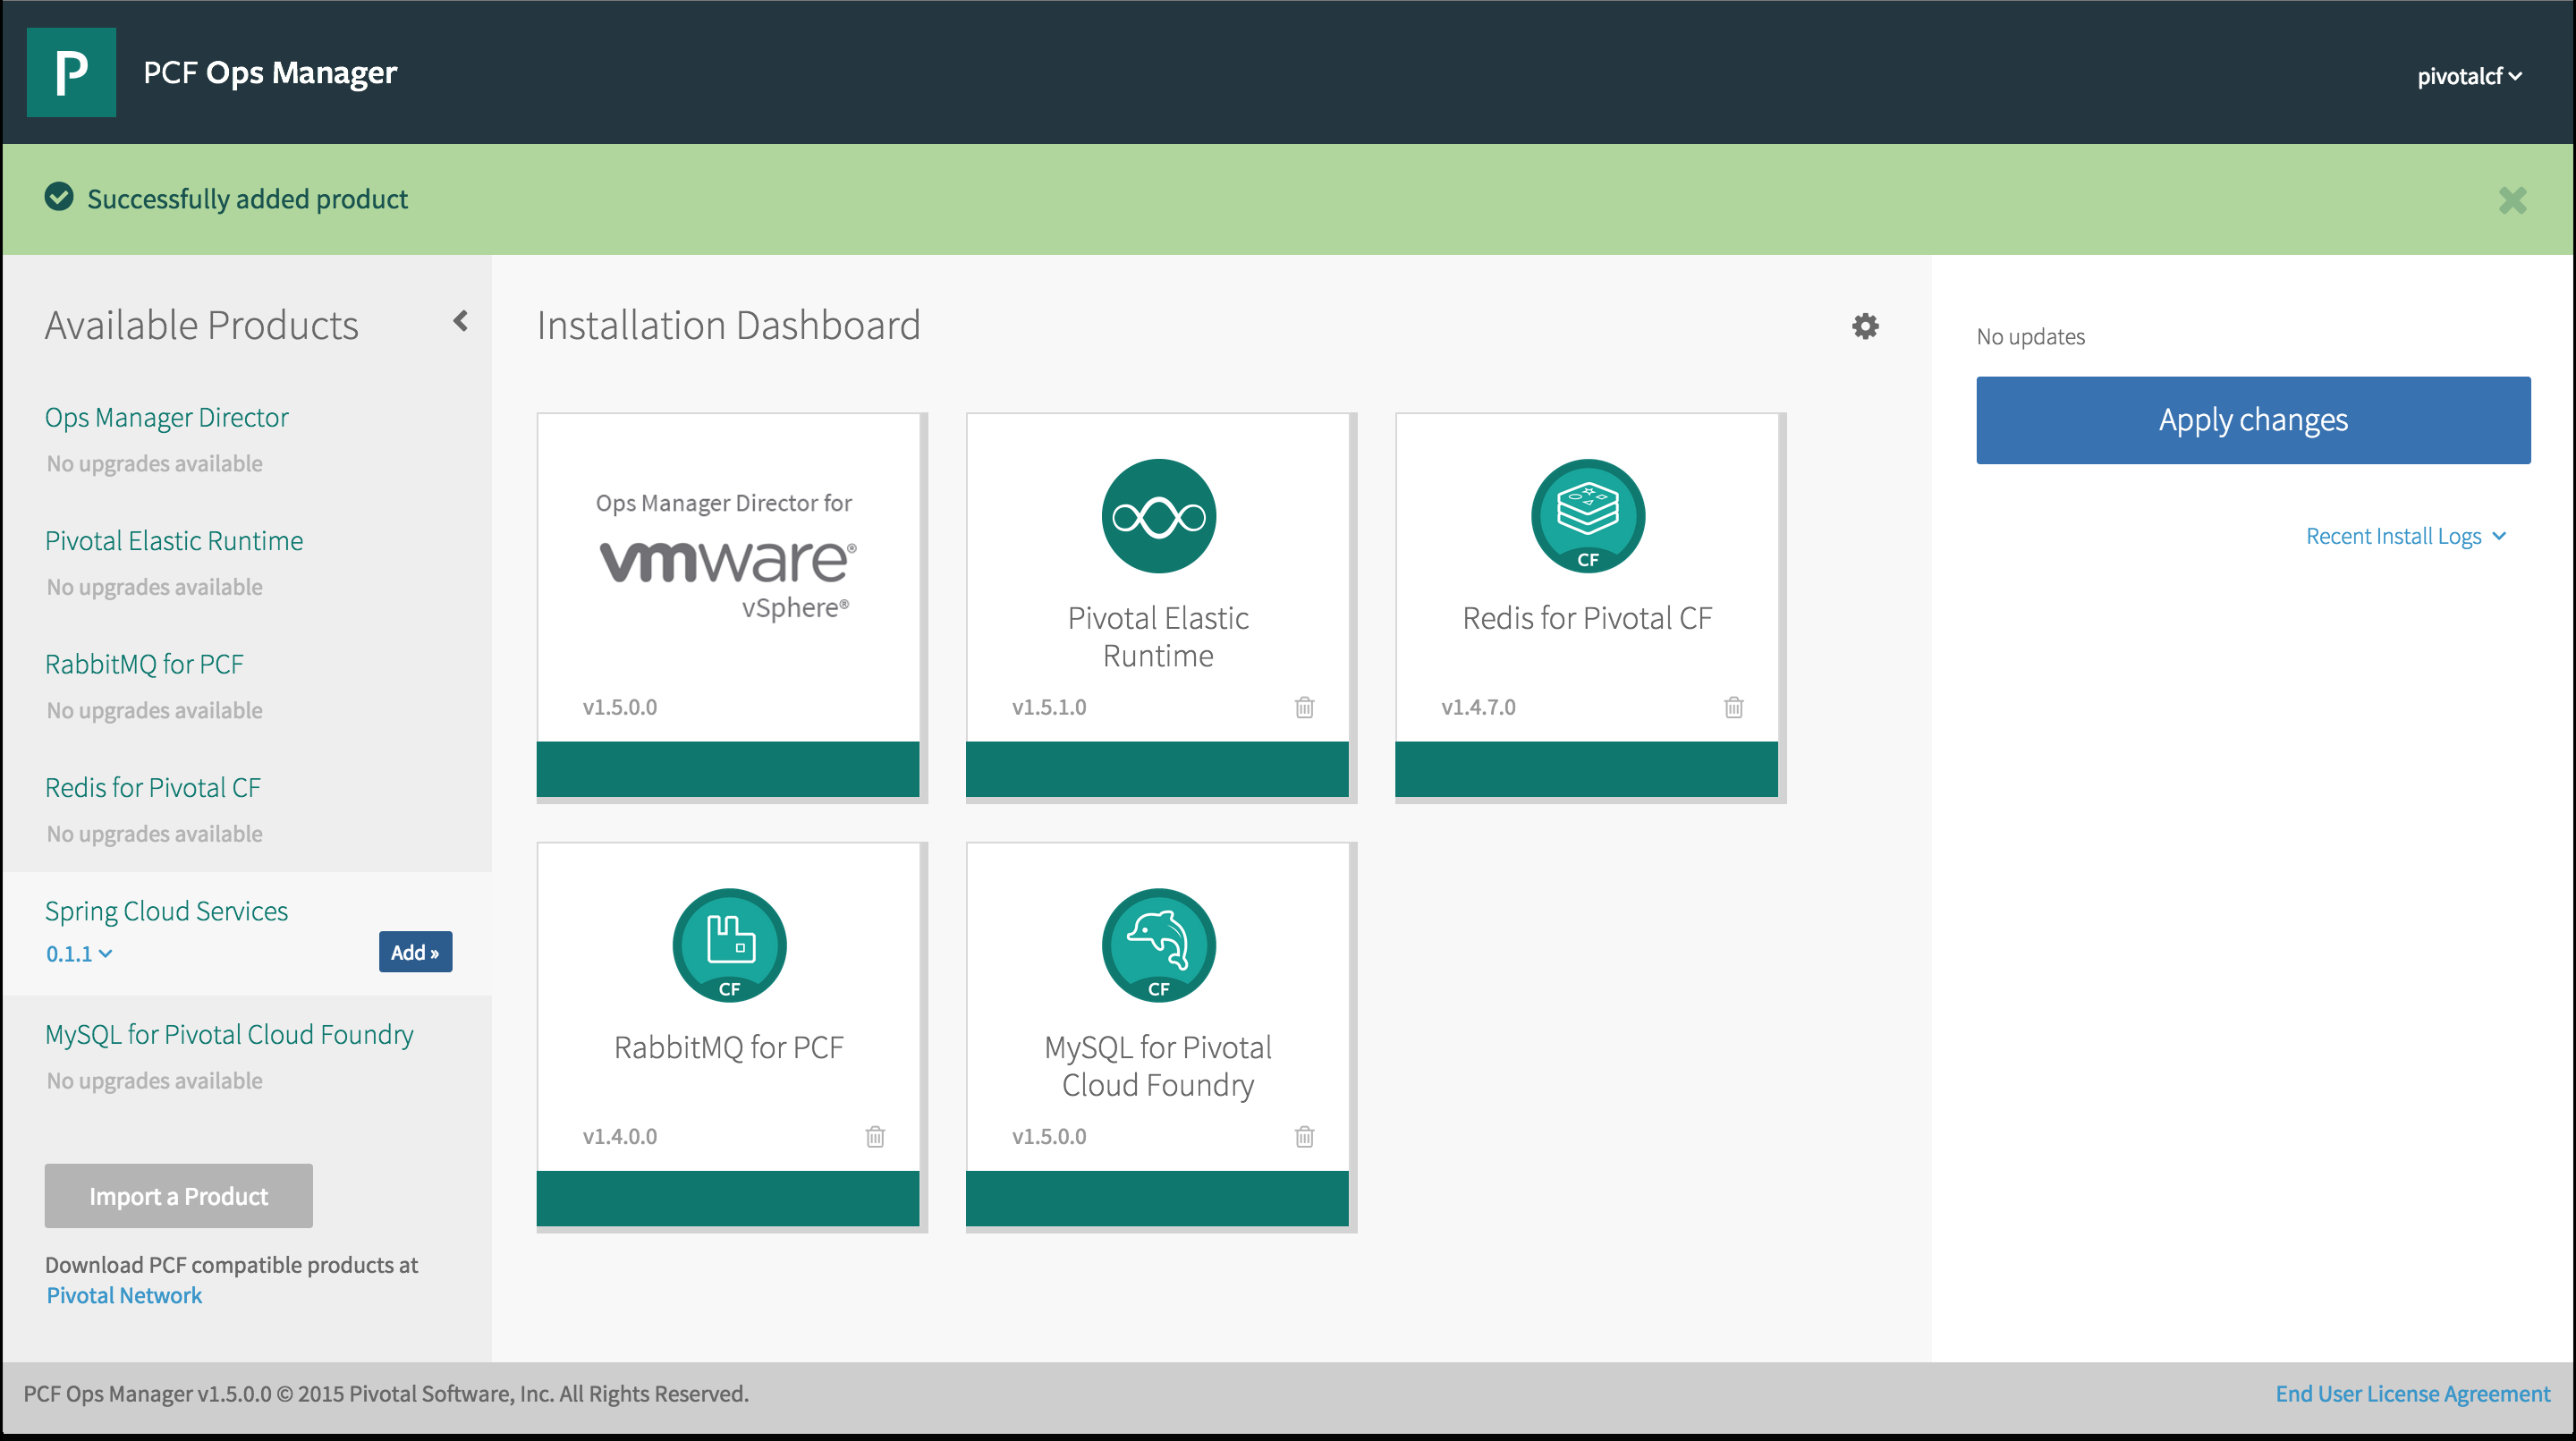 P
PCF Ops Manager
pivotalcf
Successfully added product
Available Products
Ops Manager Director
No upgrades available
Pivotal Elastic Runtime
No upgrades available
RabbitMQ for PCF
No upgrades available
Redis for Pivotal CF
No upgrades available
Spring Cloud Services
0.1.1
Add »
MySQL for Pivotal Cloud Foundry
No upgrades available
Import a Product
Download PCF compatible products at
Pivotal Network
Installation Dashboard
Ops Manager Director for
vmware®
vSphere®
v1.5.0.0
Pivotal Elastic
Runtime
v1.5.1.0
CF
Redis for Pivotal CF
v1.4.7.0
CF
RabbitMQ for PCF
v1.4.0.0
CF
MySQL for Pivotal
Cloud Foundry
v1.5.0.0
No updates
Apply changes
Recent Install Logs
PCF Ops Manager v1.5.0.0 © 2015 Pivotal Software, Inc. All Rights Reserved.
End User License Agreement